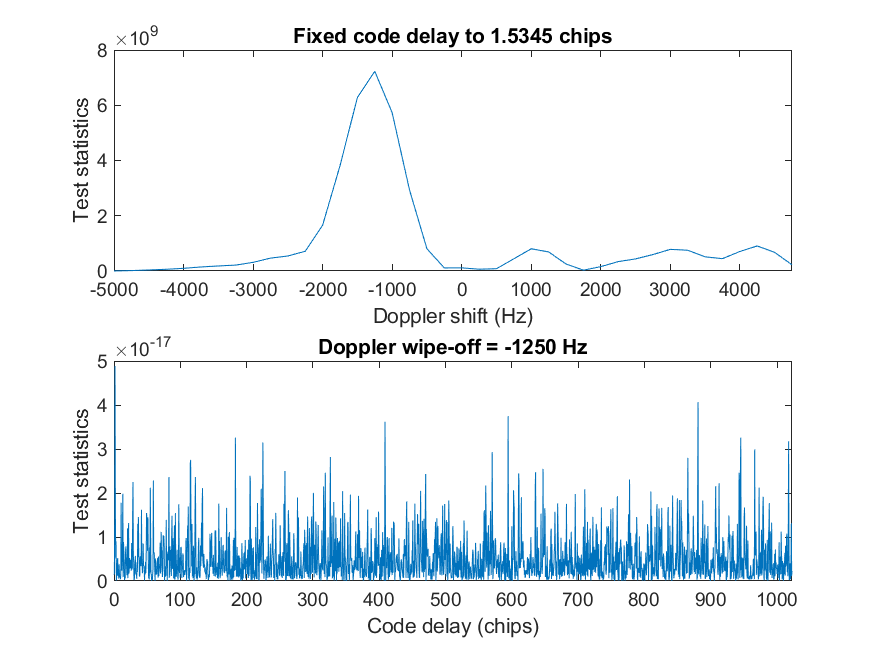 ×10^9
Fixed code delay to 1.5345 chips
8
6
4
2
0
Test statistics
-5000 -4000 -3000 -2000 -1000 0 1000 2000 3000 4000
Doppler shift (Hz)
×10^-17
Doppler wipe-off = -1250 Hz
5
4
3
2
1
0
Test statistics
0 100 200 300 400 500 600 700 800 900 1000
Code delay (chips)